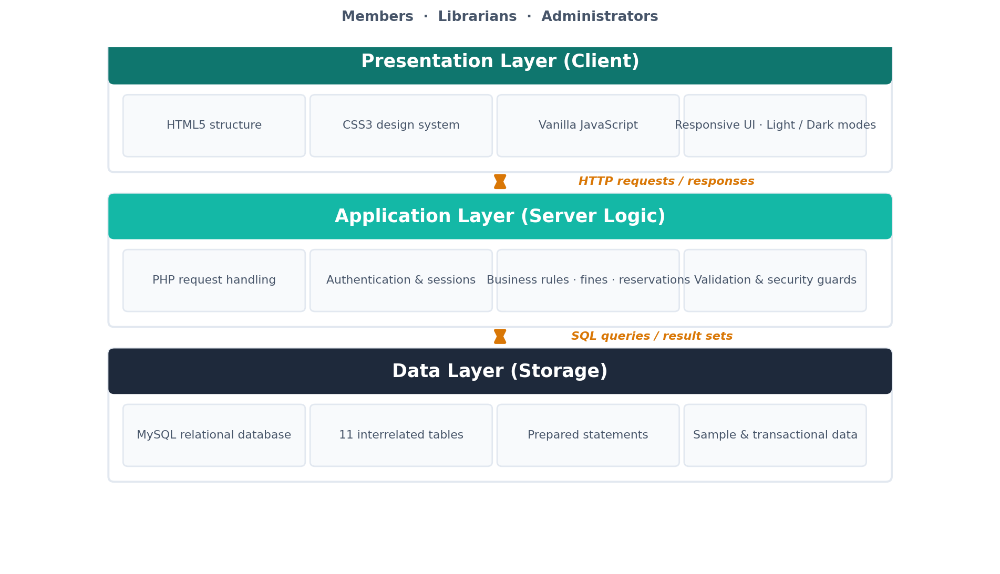 Members · Librarians · Administrators
Presentation Layer (Client)
HTML5 structure
CSS3 design system
Vanilla JavaScript
Responsive UI · Light / Dark modes
HTTP requests / responses
Application Layer (Server Logic)
PHP request handling
Authentication & sessions
Business rules · fines · reservations
Validation & security guards
SQL queries / result sets
Data Layer (Storage)
MySQL relational database
11 interrelated tables
Prepared statements
Sample & transactional data